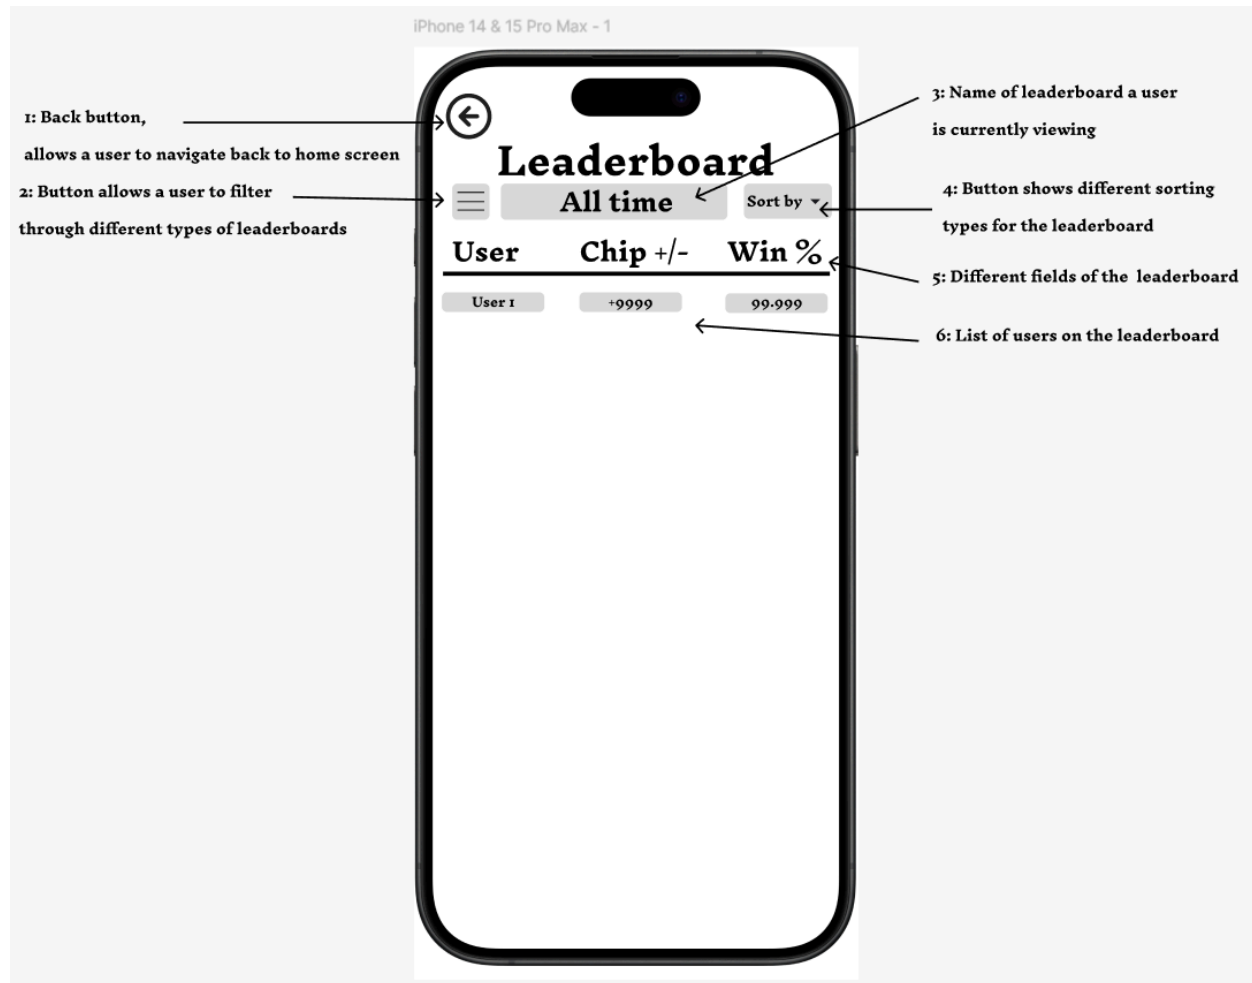 iPhone 14 & 15 Pro Max - 1
1: Back button,
allows a user to navigate back to home screen
2: Button allows a user to filter
through different types of leaderboards
Leaderboard
All time
Sort by
User Chip +/- Win %
User 1 +9999 99.999
3: Name of leaderboard a user
is currently viewing
4: Button shows different sorting
types for the leaderboard
5: Different fields of the leaderboard
6: List of users on the leaderboard